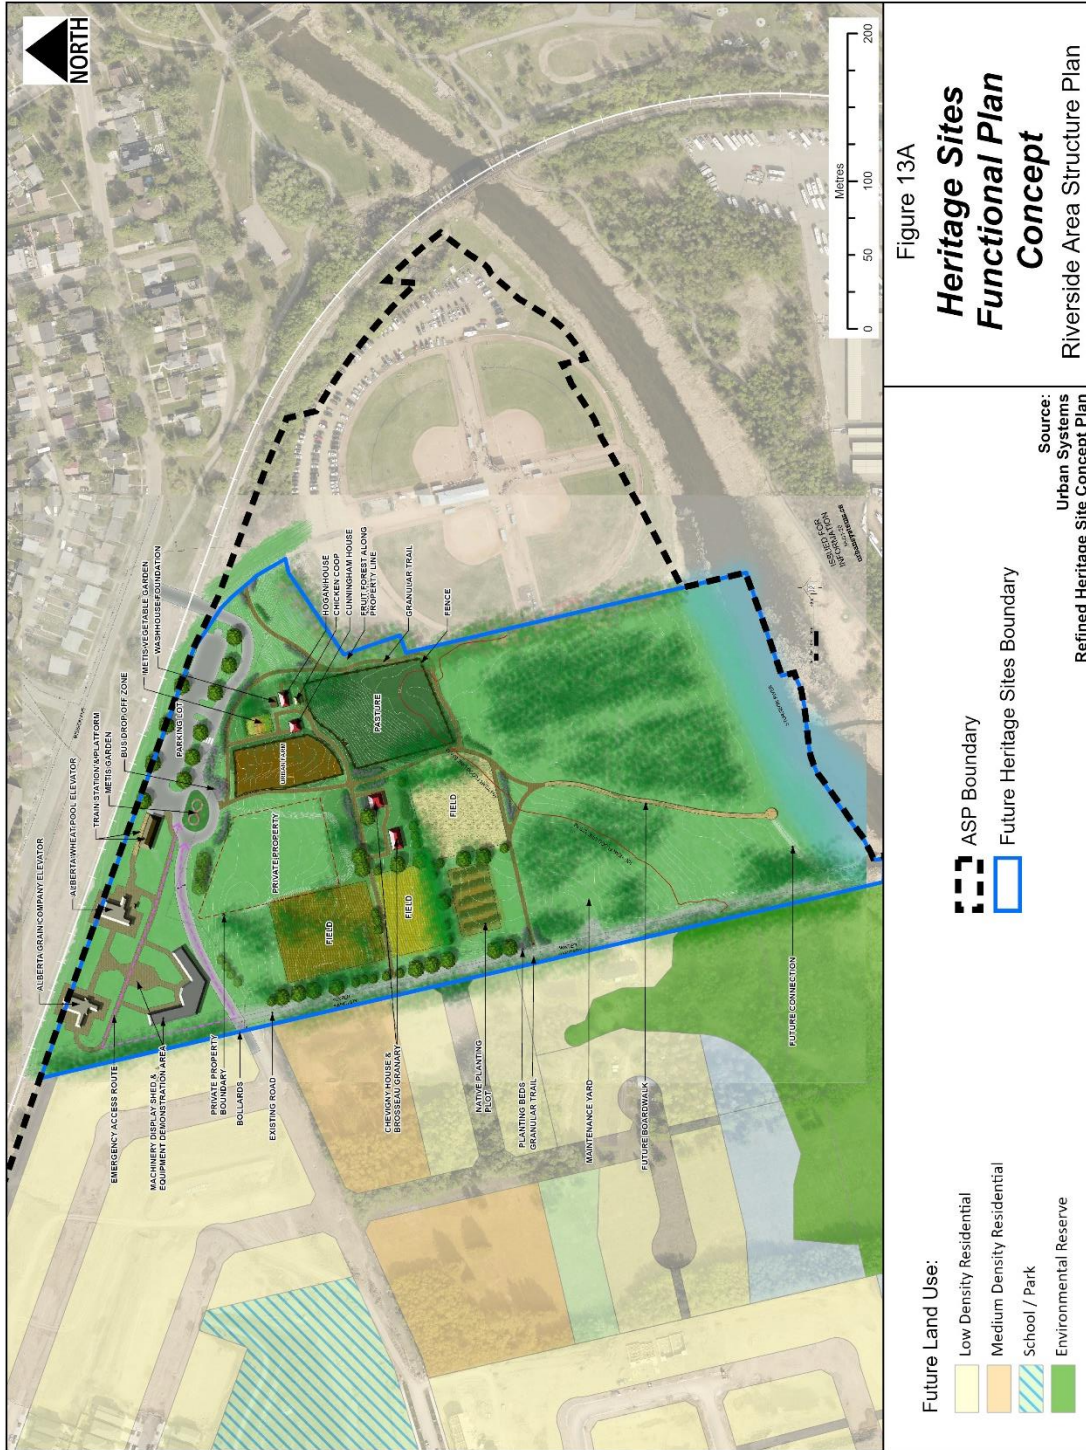 NORTH
ALBERTA GRAIN COMPANY ELEVATOR
ALBERTA WHEAT POOL ELEVATOR
TRAIN STATION & PLATFORM
METIS GARDEN
BUS DROP OFF ZONE
PARKING LOT
METIS VEGETABLE GARDEN
WASHHOUSE FOUNDATION
HOGAN HOUSE
CHICKEN COOP
CUNNINGHAM HOUSE
FRUIT FOREST ALONG
PROPERTY LINE
GRANULAR TRAIL
FENCE
URBAN FARM
PASTURE
PRIVATE PROPERTY
FIELD
FIELD
FIELD
EMERGENCY ACCESS ROUTE
MACHINERY DISPLAY SHED &
EQUIPMENT DEMONSTRATION AREA
PRIVATE PROPERTY
BOUNDARY
BOLLARDS
EXISTING ROAD
CHEVIGNY HOUSE &
BROSSEAU GRANARY
NATIVE PLANTING
PLOT
PLANTING BEDS
GRANULAR TRAIL
MAINTENANCE YARD
FUTURE BOARDWALK
FUTURE CONNECTION
STURGEON RIVER
ISSUED FOR
INFORMATION
Metres
0 50 100 200
Future Land Use:
Low Density Residential
Medium Density Residential
School / Park
Environmental Reserve
ASP Boundary
Future Heritage Sites Boundary
Source:
Urban Systems
Refined Heritage Site Concept Plan
Figure 13A
Heritage Sites
Functional Plan
Concept
Riverside Area Structure Plan